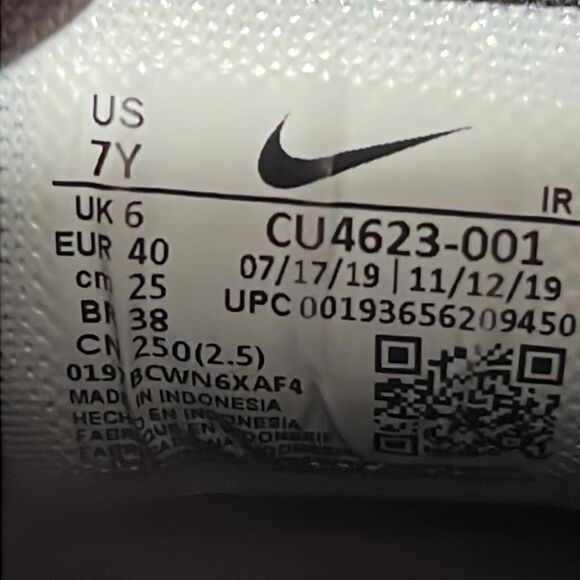 US
7Y
IR
UK 6
EUR 40
cm 25
BR 38
CN 250(2.5)
CU4623-001
07/17/19 | 11/12/19
UPC 00193656209450
MADE IN INDONESIA
HECHO EN INDONESIA